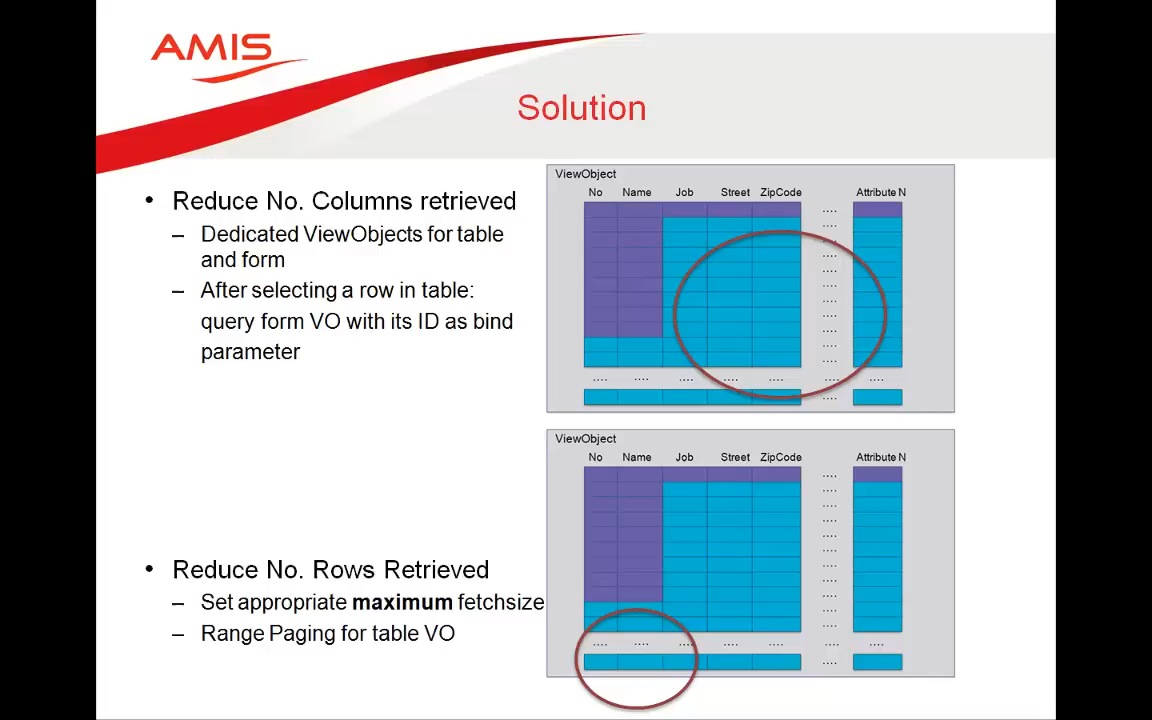 AMIS
Solution
• Reduce No. Columns retrieved
– Dedicated ViewObjects for table
and form
– After selecting a row in table:
query form VO with its ID as bind
parameter
• Reduce No. Rows Retrieved
– Set appropriate maximum fetchsize
– Range Paging for table VO
ViewObject
No Name Job Street ZipCode Attribute N
.... 
....
....
....
....
....
....
....
....
....
....
.... .... .... .... .... .... ....
....
ViewObject
No Name Job Street ZipCode Attribute N
....
....
....
....
....
....
....
....
....
....
....
.... .... .... .... .... .... ....
....